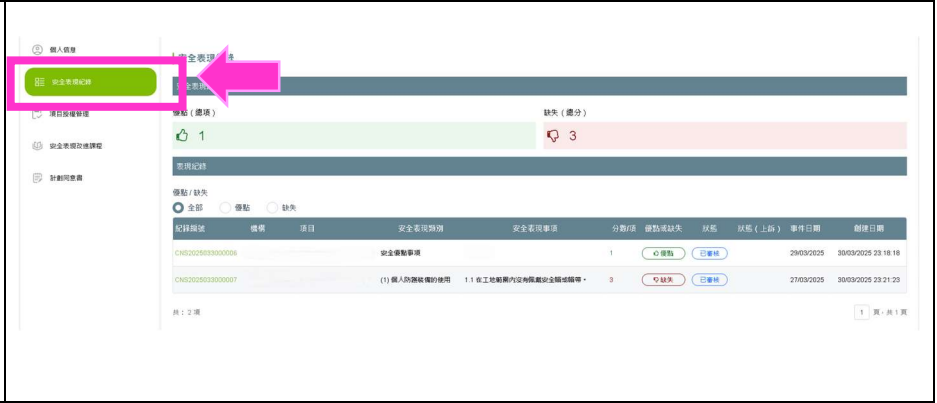 個人信息
安全表現紀錄
項目授權管理
安全表現改進課程
計劃同意書
優點（總項）
缺失（總分）
1
3
表現紀錄
優點 / 缺失
全部
優點
缺失
紀錄編號 機構 項目 安全表現類別 安全表現事項 分數/項 優點或缺失 狀態 狀態（上訴） 事件日期 創建日期
CNS2025033000006 安全優點事項 1 優點 已審核 29/03/2025 30/03/2025 23:18:18
CNS2025033000007 (1) 個人防護裝備的使用 1.1 在工地範圍內沒有佩戴安全帽或帽帶。 3 缺失 已審核 27/03/2025 30/03/2025 23:21:23
共：2 項
1 頁 - 共 1 頁